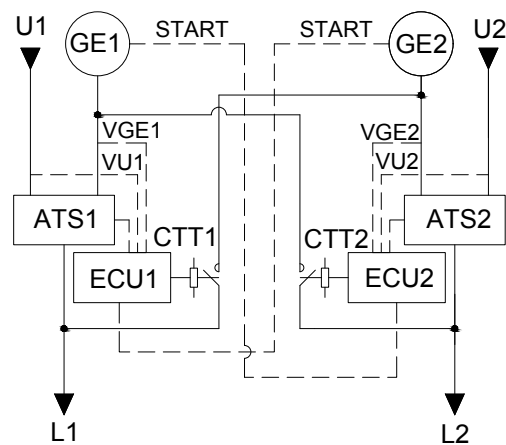 U1 GE1 START START GE2 U2
VGE1 VGE2
VU1 VU2
ATS1 ATS2
CTT1 CTT2
ECU1 ECU2
L1 L2